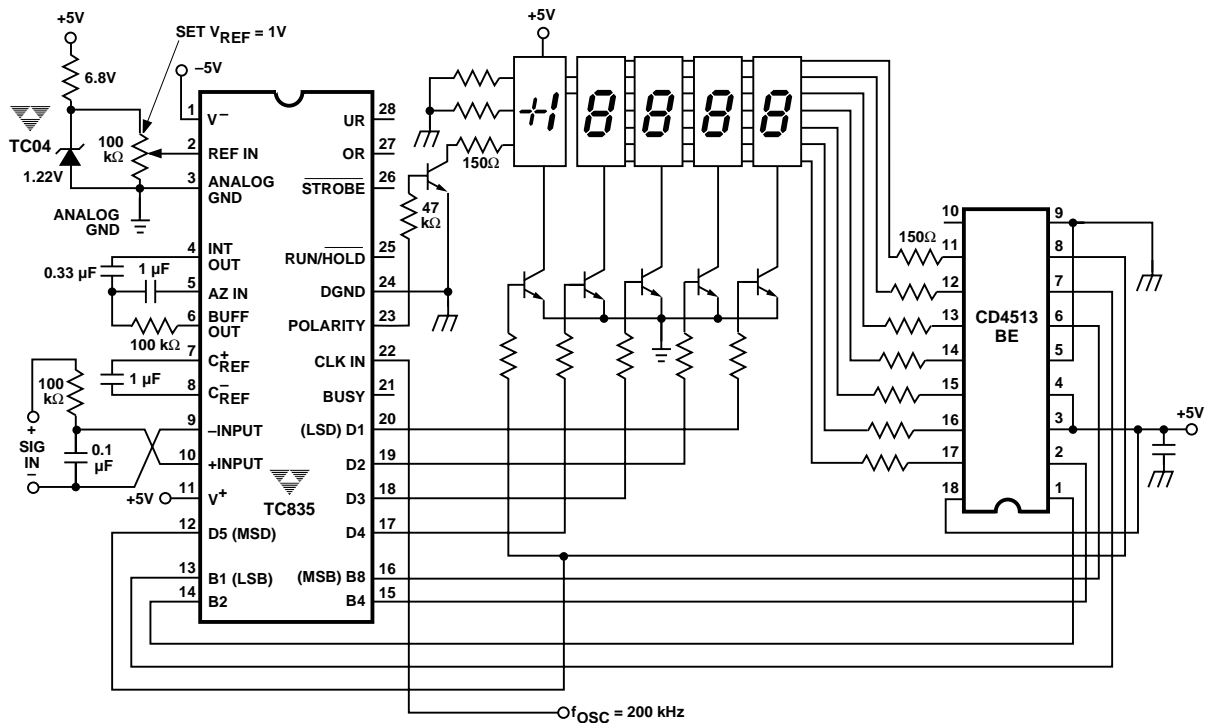 +5V
SET VREF = 1V
6.8V
TC04
1.22V
100
kΩ
ANALOG
GND
–5V
1
V–
2
REF IN
3
ANALOG
GND
4
INT
OUT
0.33 µF
1 µF
5
AZ IN
6
BUFF
OUT
100 kΩ
7
C+REF
1 µF
8
C–REF
100
kΩ
+
SIG
IN
–
0.1
µF
9
–INPUT
10
+INPUT
+5V
11
V+
12
D5 (MSD)
13
B1 (LSB)
14
B2
TC835
28
UR
27
OR
26
STROBE
25
RUN/HOLD
24
DGND
23
POLARITY
22
CLK IN
21
BUSY
20
(LSD) D1
19
D2
18
D3
17
D4
16
(MSB) B8
15
B4
+5V
+1 8 8 8 8
150Ω
47
kΩ
150Ω
10
11
12
13
14
15
16
17
18
CD4513
BE
9
8
7
6
5
4
3
2
1
+5V
fOSC = 200 kHz